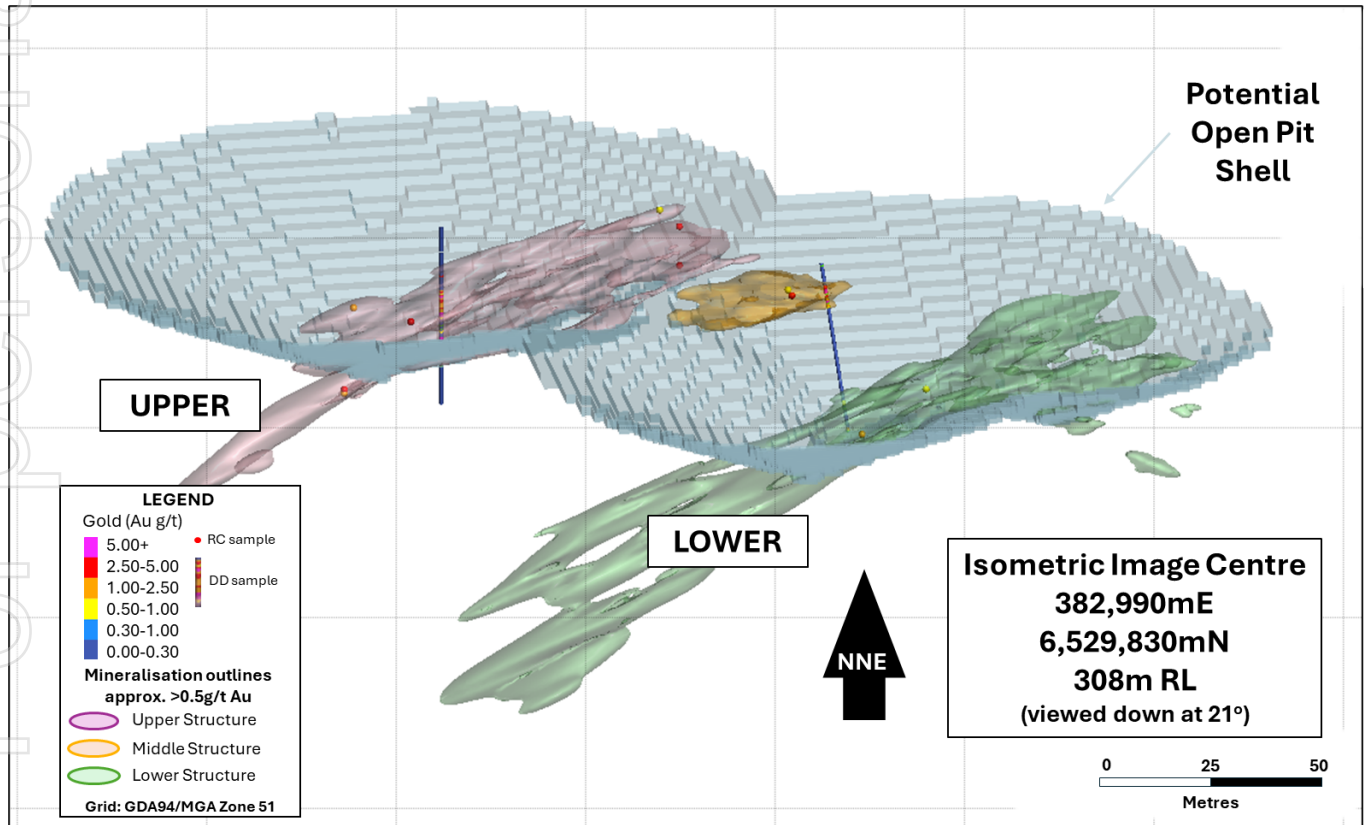 Potential
Open Pit
Shell
UPPER
LOWER
LEGEND
Gold (Au g/t)
5.00+
2.50-5.00
1.00-2.50
0.50-1.00
0.30-1.00
0.00-0.30
RC sample
DD sample
Mineralisation outlines
approx. >0.5g/t Au
Upper Structure
Middle Structure
Lower Structure
Grid: GDA94/MGA Zone 51
NNE
Isometric Image Centre
382,990mE
6,529,830mN
308m RL
(viewed down at 21°)
0 25 50
Metres